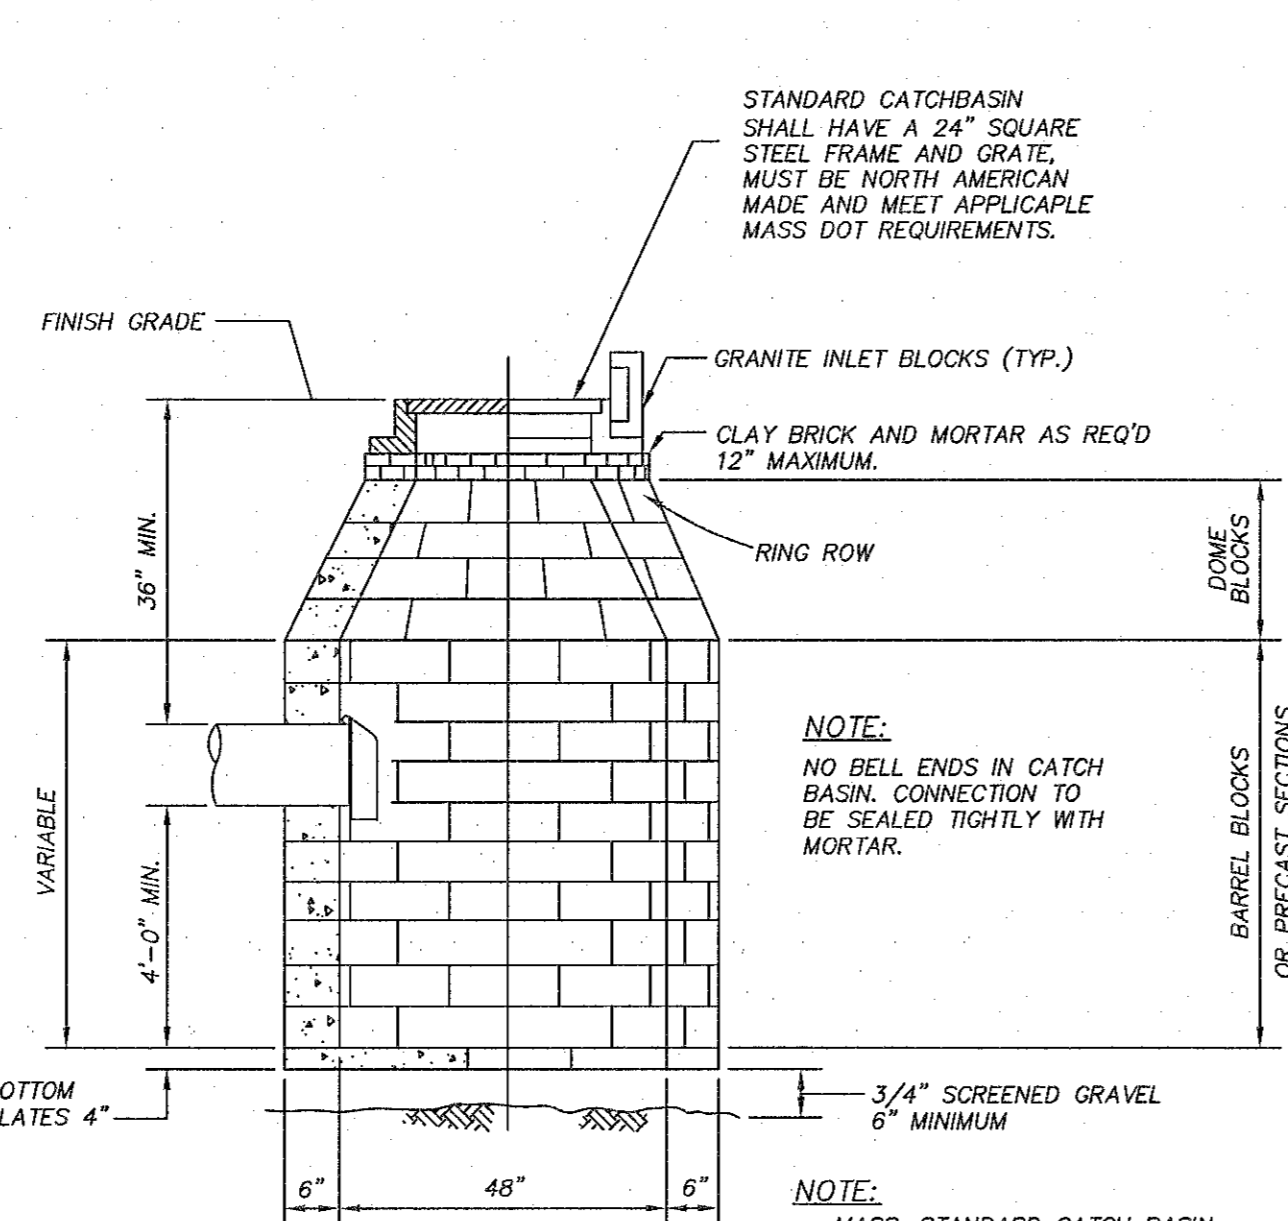 STANDARD CATCHBASIN
SHALL HAVE A 24" SQUARE
STEEL FRAME AND GRATE,
MUST BE NORTH AMERICAN
MADE AND MEET APPLICAPLE
MASS DOT REQUIREMENTS.
FINISH GRADE
GRANITE INLET BLOCKS (TYP.)
CLAY BRICK AND MORTAR AS REQ'D
12" MAXIMUM.
RING ROW
36" MIN.
DOME
BLOCKS
NOTE:
NO BELL ENDS IN CATCH
BASIN. CONNECTION TO
BE SEALED TIGHTLY WITH
MORTAR.
VARIABLE
4'-0" MIN.
BARREL BLOCKS
OR PRECAST SECTIONS
OTTOM
LATES 4"
3/4" SCREENED GRAVEL
6" MINIMUM
6"
48"
6"
NOTE:
MASS. STANDARD CATCH BASIN